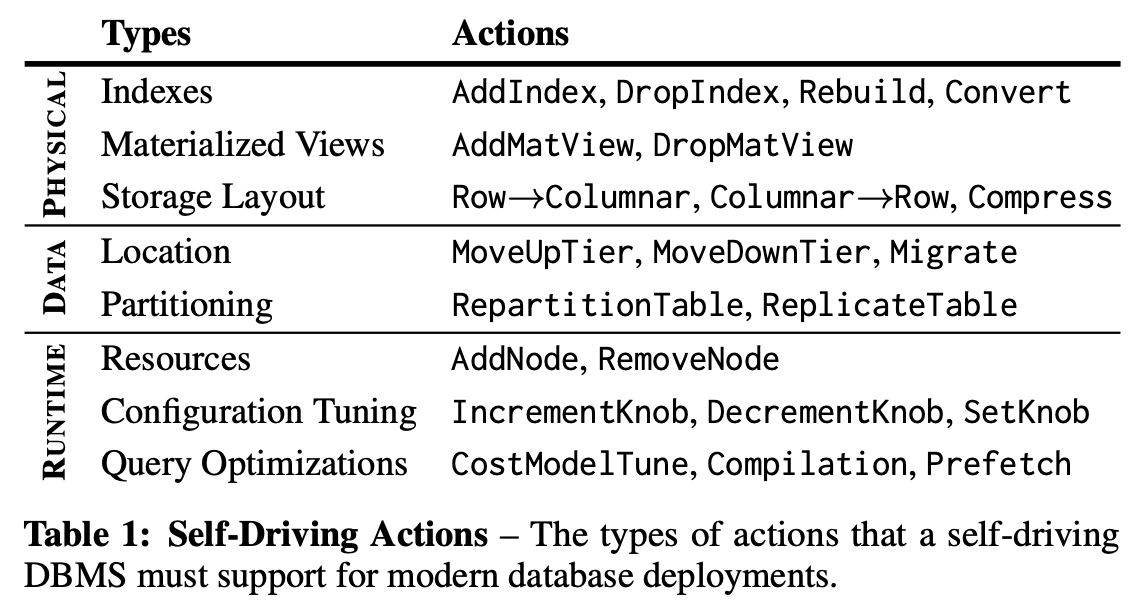 Types Actions
PHYSICAL
Indexes AddIndex, DropIndex, Rebuild, Convert
Materialized Views AddMatView, DropMatView
Storage Layout Row→Columnar, Columnar→Row, Compress
DATA
Location MoveUpTier, MoveDownTier, Migrate
Partitioning RepartitionTable, ReplicateTable
RUNTIME
Resources AddNode, RemoveNode
Configuration Tuning IncrementKnob, DecrementKnob, SetKnob
Query Optimizations CostModelTune, Compilation, Prefetch
Table 1: Self-Driving Actions – The types of actions that a self-driving
DBMS must support for modern database deployments.